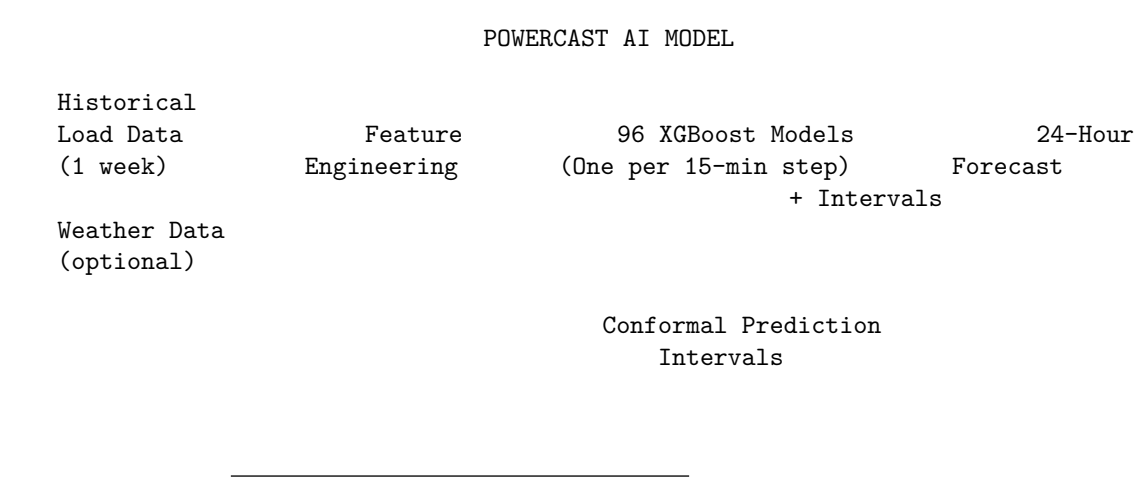 POWERCAST AI MODEL
Historical
Load Data Feature 96 XGBoost Models 24-Hour
(1 week) Engineering (One per 15-min step) Forecast
+ Intervals
Weather Data
(optional)
Conformal Prediction
Intervals